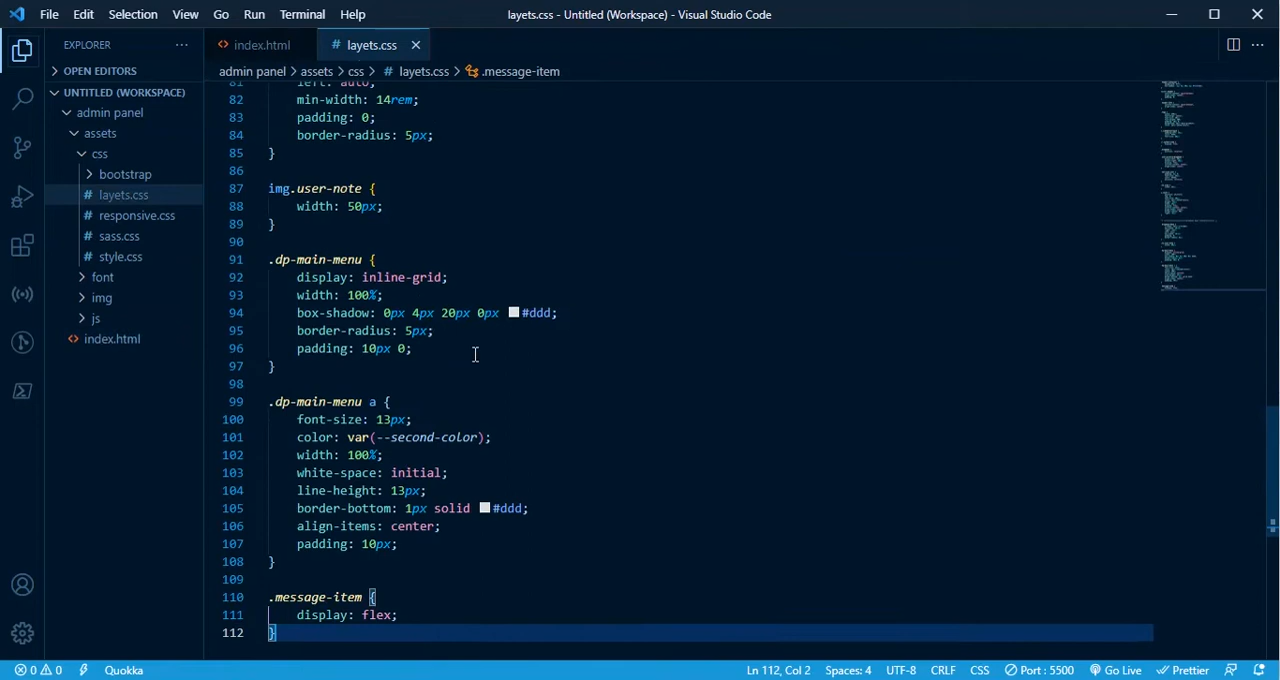 File Edit Selection View Go Run Terminal Help
layets.css - Untitled (Workspace) - Visual Studio Code
EXPLORER ···
<> index.html
# layets.css ×
OPEN EDITORS
UNTITLED (WORKSPACE)
admin panel
assets
css
bootstrap
# layets.css
# responsive.css
# sass.css
# style.css
font
img
js
<> index.html
admin panel > assets > css > # layets.css > .message-item
81 left: auto;
82 min-width: 14rem;
83 padding: 0;
84 border-radius: 5px;
85 }
86
87 img.user-note {
88 width: 50px;
89 }
90
91 .dp-main-menu {
92 display: inline-grid;
93 width: 100%;
94 box-shadow: 0px 4px 20px 0px #ddd;
95 border-radius: 5px;
96 padding: 10px 0;
97 }
98
99 .dp-main-menu a {
100 font-size: 13px;
101 color: var(--second-color);
102 width: 100%;
103 white-space: initial;
104 line-height: 13px;
105 border-bottom: 1px solid #ddd;
106 align-items: center;
107 padding: 10px;
108 }
109
110 .message-item {
111 display: flex;
112 }
0 0 Quokka Ln 112, Col 2 Spaces: 4 UTF-8 CRLF CSS Port : 5500 Go Live Prettier